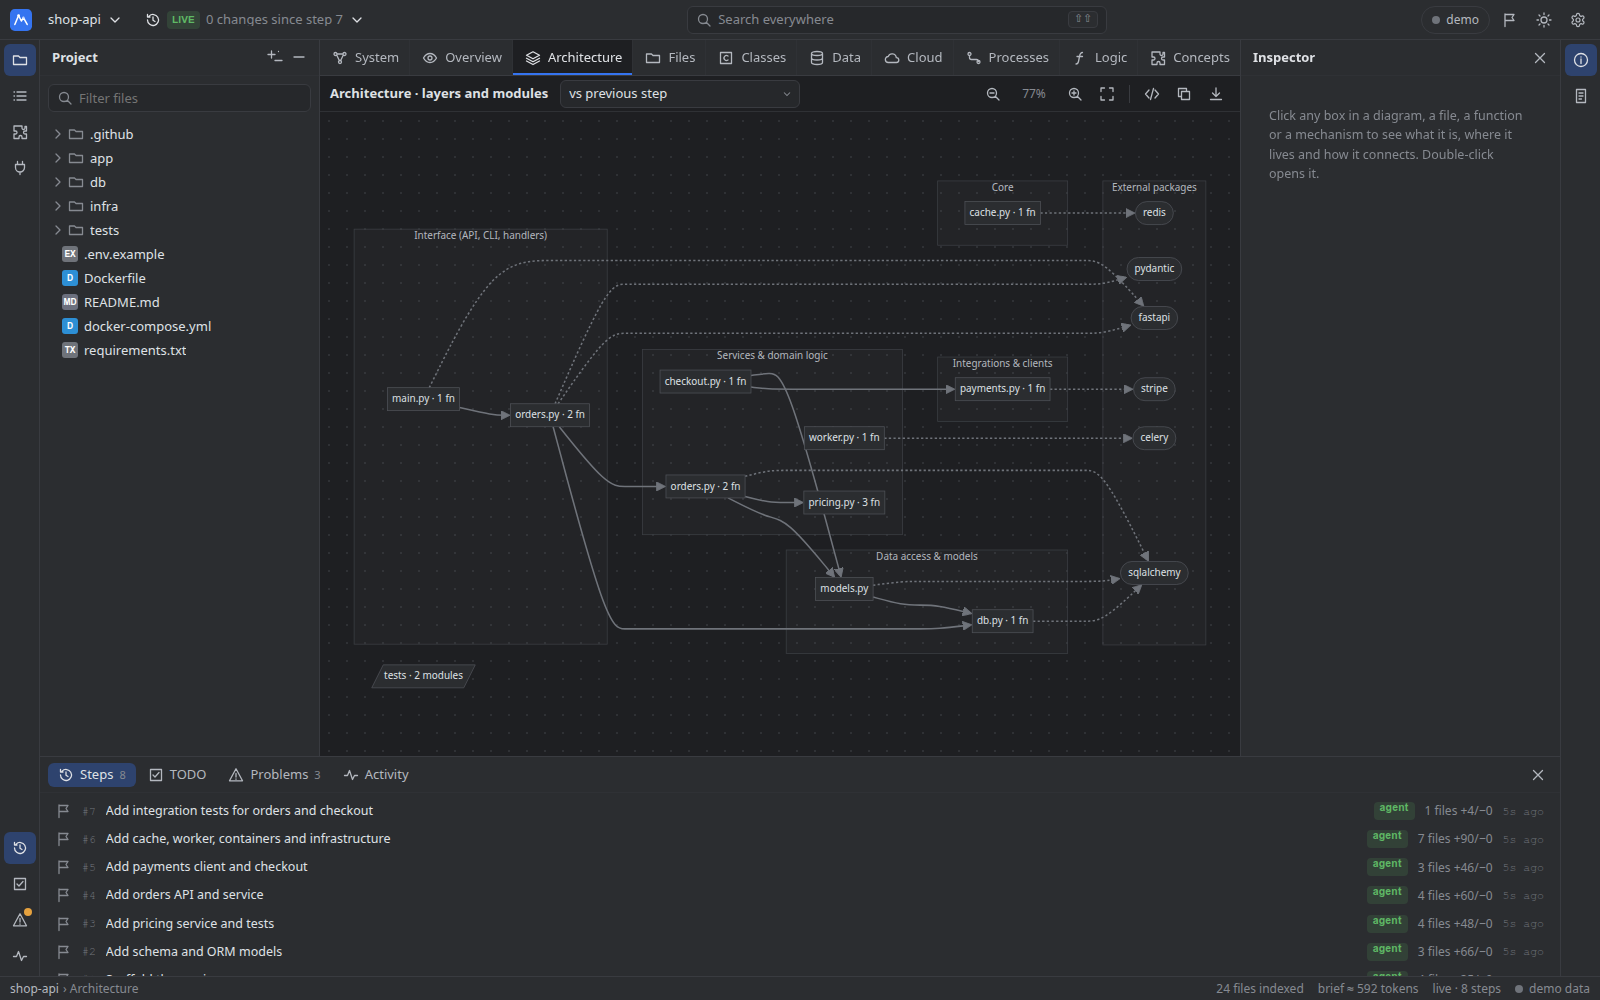 shop-api
LIVE 0 changes since step 7
Search everywhere
demo
Project
Filter files
.github
app
db
infra
tests
EX .env.example
D Dockerfile
MD README.md
D docker-compose.yml
TX requirements.txt
System
Overview
Architecture
Files
C Classes
Data
Cloud
Processes
Logic
Concepts
Architecture · layers and modules
vs previous step
77%
Core
cache.py · 1 fn
External packages
redis
Interface (API, CLI, handlers)
pydantic
fastapi
Services & domain logic
checkout.py · 1 fn
Integrations & clients
payments.py · 1 fn
stripe
main.py · 1 fn
orders.py · 2 fn
worker.py · 1 fn
celery
orders.py · 2 fn
pricing.py · 3 fn
Data access & models
models.py
sqlalchemy
db.py · 1 fn
tests · 2 modules
Inspector
Click any box in a diagram, a file, a function
or a mechanism to see what it is, where it
lives and how it connects. Double-click
opens it.
Steps 8
TODO
Problems 3
Activity
#7 Add integration tests for orders and checkout agent 1 files +4/−0 5s ago
#6 Add cache, worker, containers and infrastructure agent 7 files +90/−0 5s ago
#5 Add payments client and checkout agent 3 files +46/−0 5s ago
#4 Add orders API and service agent 4 files +60/−0 5s ago
#3 Add pricing service and tests agent 4 files +48/−0 5s ago
#2 Add schema and ORM models agent 3 files +66/−0 5s ago
shop-api › Architecture
24 files indexed
brief ≈ 592 tokens
live · 8 steps
demo data